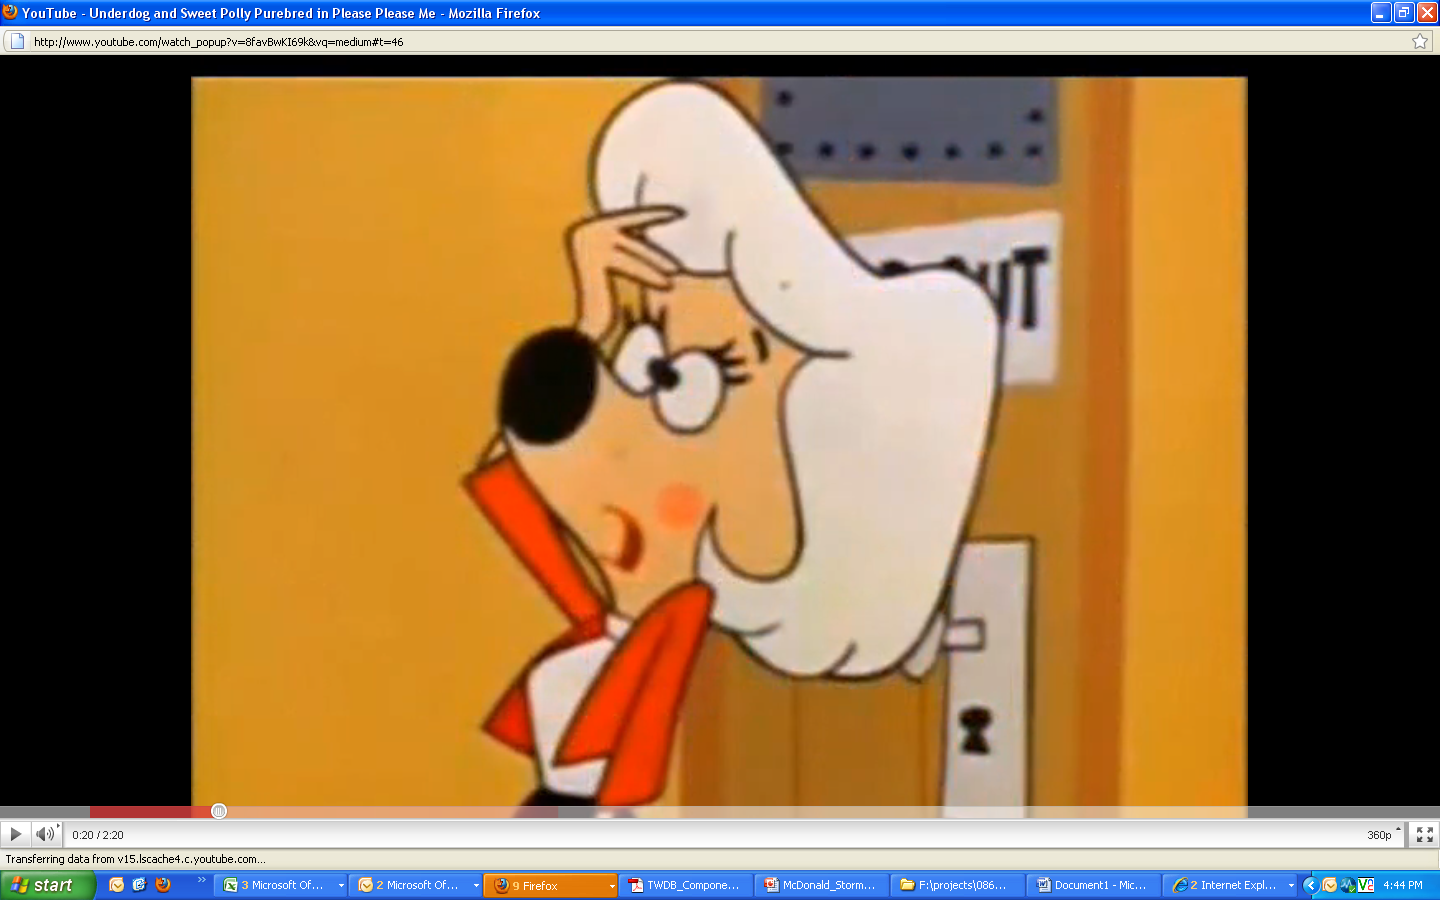 YouTube - Underdog and Sweet Polly Purebred in Please Please Me - Mozilla Firefox
http://www.youtube.com/watch_popup?v=8favBwKI69k&vq=medium#t=46
0:20 / 2:20
360p
Transferring data from v15.lscache4.c.youtube.com...
start
3 Microsoft Of...
2 Microsoft Of...
9 Firefox
TWDB_Compone...
McDonald_Storm...
F:\projects\086...
Document1 - Mic...
2 Internet Expl...
4:44 PM